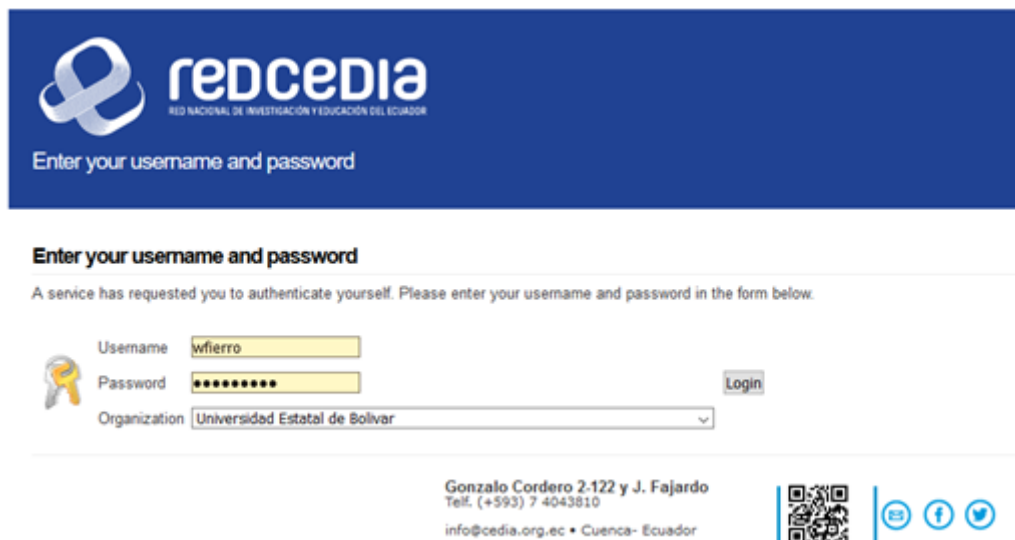 redcedia
RED NACIONAL DE INVESTIGACIÓN Y EDUCACIÓN DEL ECUADOR
Enter your username and password
Enter your username and password
A service has requested you to authenticate yourself. Please enter your username and password in the form below.
Username wfierro
Password ●●●●●●●●● Login
Organization Universidad Estatal de Bolivar
Gonzalo Cordero 2-122 y J. Fajardo
Telf. (+593) 7 4043810
info@cedia.org.ec • Cuenca- Ecuador